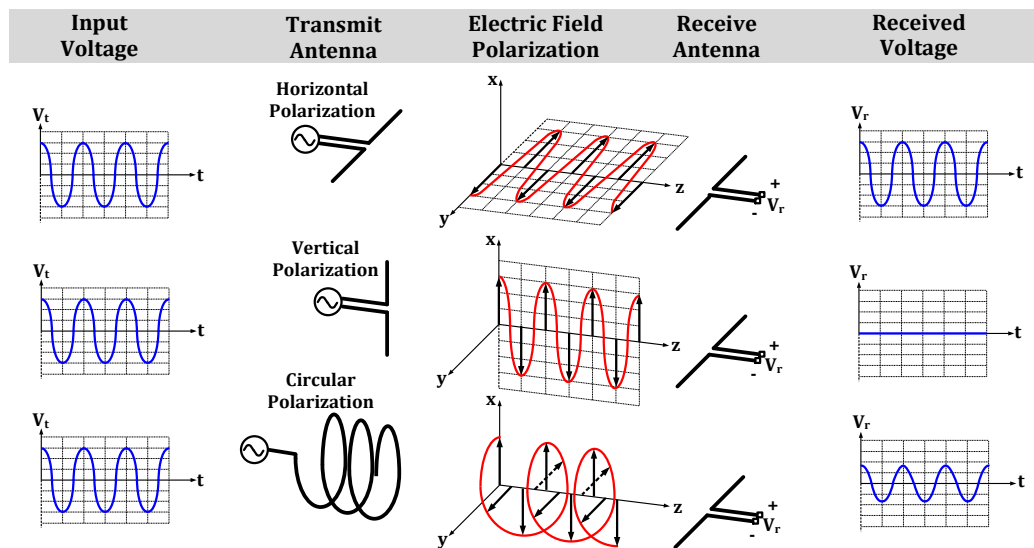 Input
Voltage
Transmit
Antenna
Electric Field
Polarization
Receive
Antenna
Received
Voltage
Vt
t
Horizontal
Polarization
x
y
z
+
-
Vr
Vr
t
Vt
t
Vertical
Polarization
x
y
z
+
-
Vr
Vr
t
Vt
t
Circular
Polarization
x
y
z
+
-
Vr
Vr
t